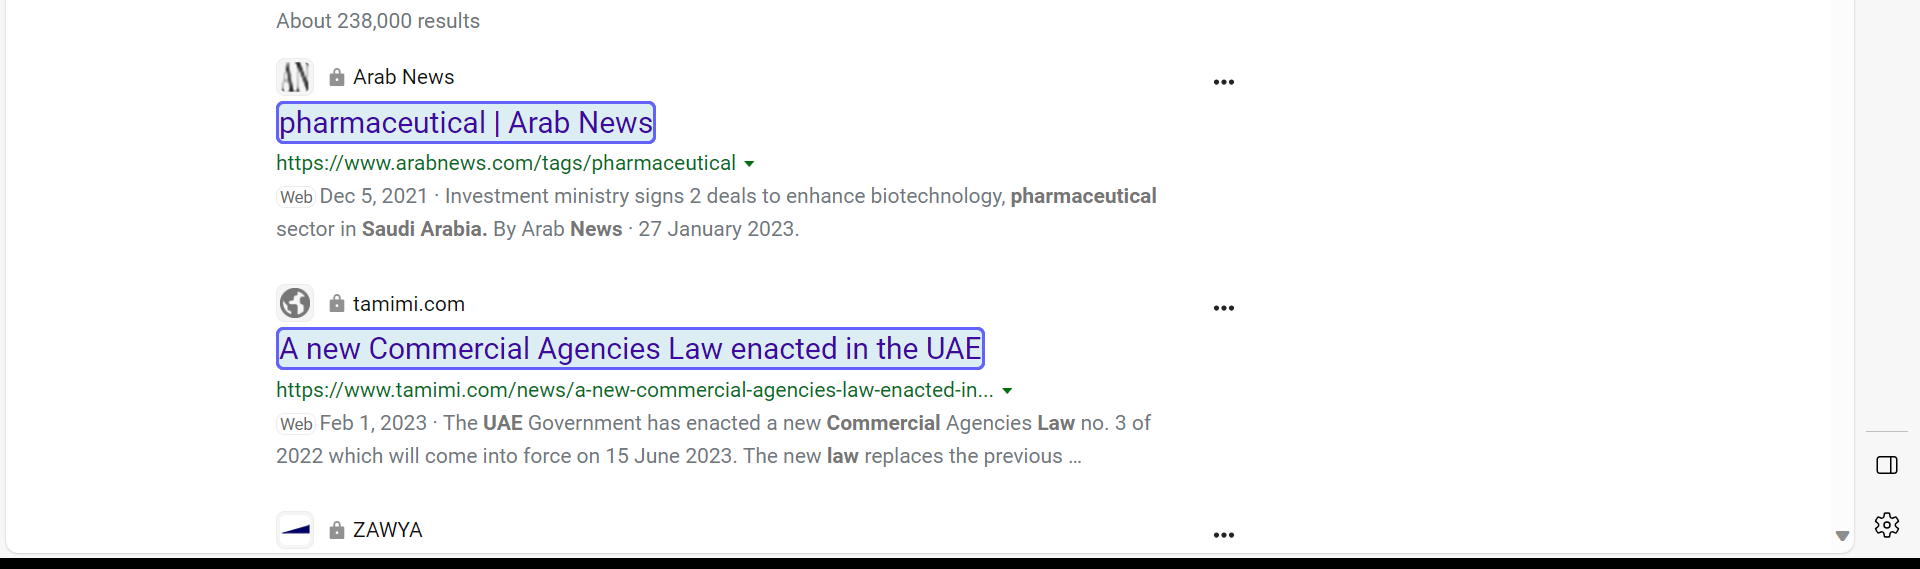 About 238,000 results
AN
Arab News
pharmaceutical | Arab News
https://www.arabnews.com/tags/pharmaceutical
Web Dec 5, 2021 · Investment ministry signs 2 deals to enhance biotechnology, pharmaceutical
sector in Saudi Arabia. By Arab News · 27 January 2023.
tamimi.com
A new Commercial Agencies Law enacted in the UAE
https://www.tamimi.com/news/a-new-commercial-agencies-law-enacted-in...
Web Feb 1, 2023 · The UAE Government has enacted a new Commercial Agencies Law no. 3 of
2022 which will come into force on 15 June 2023. The new law replaces the previous ...
ZAWYA